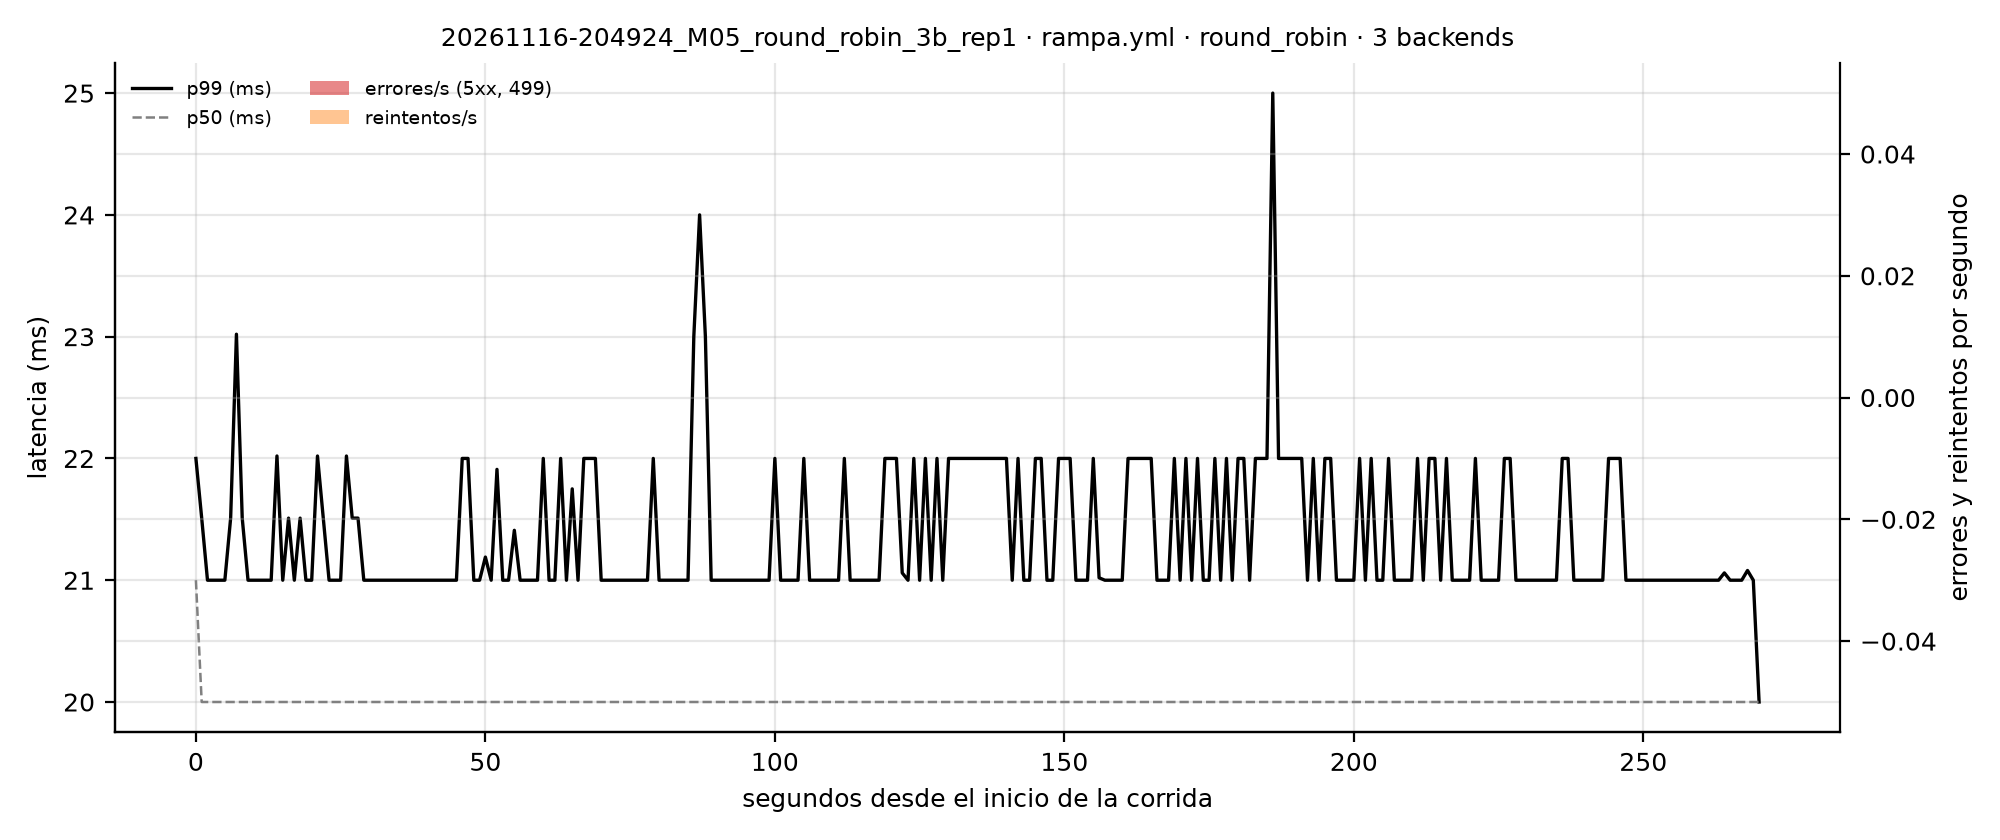 20261116-204924_M05_round_robin_3b_rep1 · rampa.yml · round_robin · 3 backends
p99 (ms)
p50 (ms)
errores/s (5xx, 499)
reintentos/s
latencia (ms)
25
24
23
22
21
20
0.04
0.02
0.00
−0.02
−0.04
errores y reintentos por segundo
0 50 100 150 200 250
segundos desde el inicio de la corrida